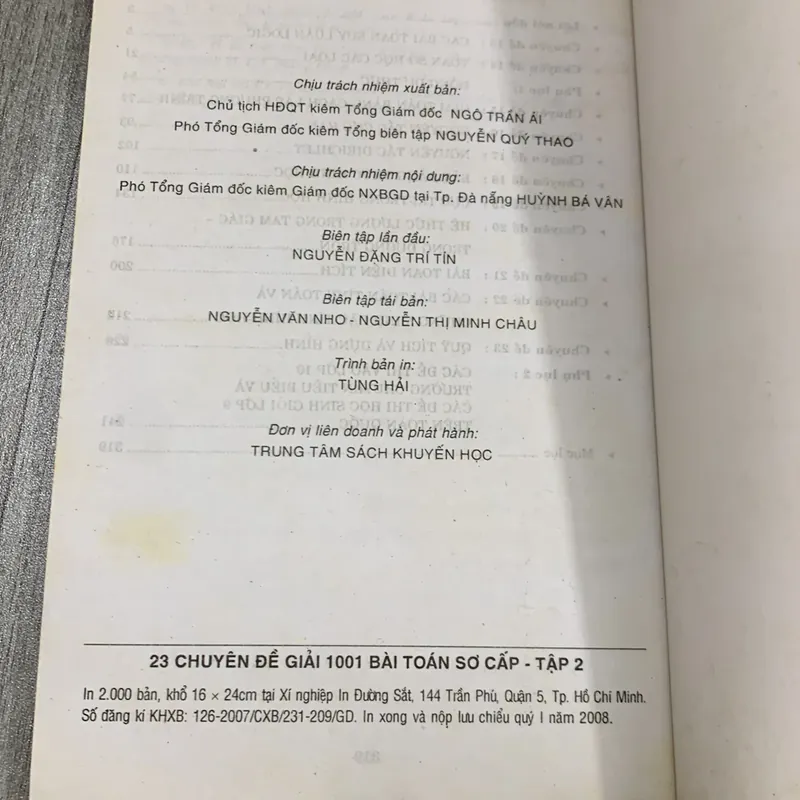 Chịu trách nhiệm xuất bản:
Chủ tịch HĐQT kiêm Tổng Giám đốc NGÔ TRẦN ÁI
Phó Tổng Giám đốc kiêm Tổng biên tập NGUYỄN QUÝ THAO
Chịu trách nhiệm nội dung:
Phó Tổng Giám đốc kiêm Giám đốc NXBGD tại Tp. Đà nẵng HUỲNH BÁ VÂN
Biên tập lần đầu:
NGUYỄN ĐẶNG TRÍ TÍN
Biên tập tái bản:
NGUYỄN VĂN NHO - NGUYỄN THỊ MINH CHÂU
Trình bản in:
TÙNG HẢI
Đơn vị liên doanh và phát hành:
TRUNG TÂM SÁCH KHUYẾN HỌC
23 CHUYÊN ĐỀ GIẢI 1001 BÀI TOÁN SƠ CẤP - TẬP 2
In 2.000 bản, khổ 16 × 24cm tại Xí nghiệp In Đường Sắt, 144 Trần Phú, Quận 5, Tp. Hồ Chí Minh.
Số đăng kí KHXB: 126-2007/CXB/231-209/GD. In xong và nộp lưu chiểu quý I năm 2008.